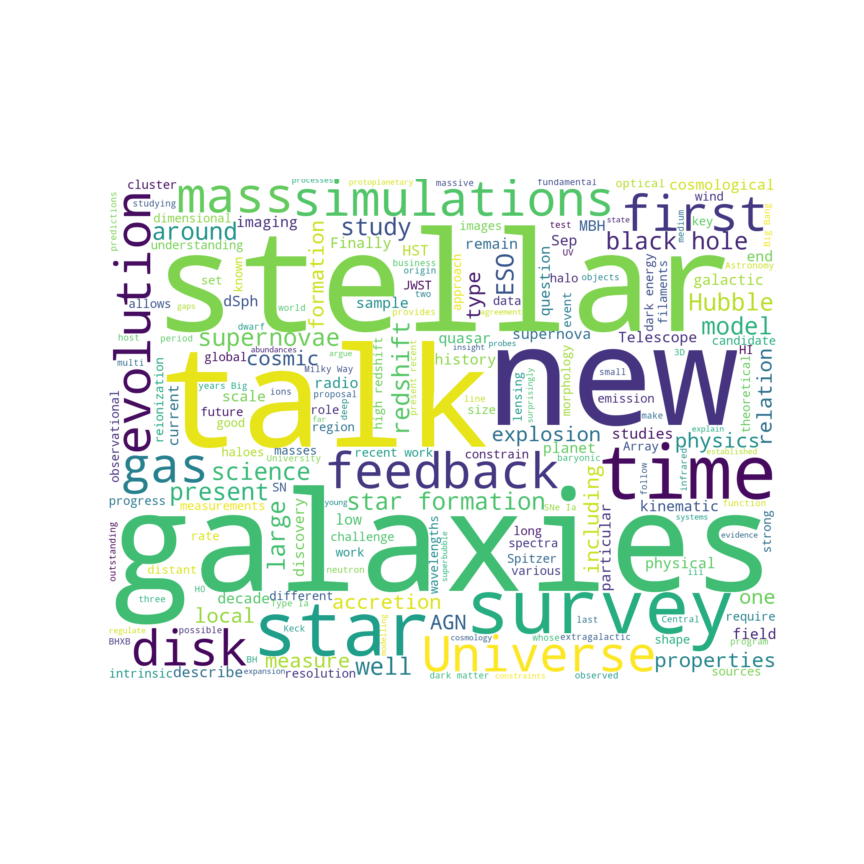 cluster
processes
protoplanetary
massive
fundamental
optical
cosmological
studying
mass
simulations
first
wind
predictions
evolution
dimensional
imaging
around
understanding
study
images
remain
MBH
test
state
medium
key
Big Bang
Finally
HST
Sep
UV
black hole
end
set
known
formation
business
origin
approach
type
ESO
question
halo
objects
Astronomy
stellar
allows
dSph
world
two
JWST
data
dark energy
filaments
galactic
gaps
sample
provides
agreement
event
Hubble
host
period
dwarf
supernovae
quasar
supernova
Telescope
model
candidate
multi
global
abundances
cosmic
Milky Way
redshift
history
insight
probes
lensing
morphology
3D
HI
talk
new
observational
reionization
current
years Big
ions
proposal
radio
high redshift
present recent
line
size
surprisingly
small
emission
theoretically
relation
scale
future
good
role
far
deep
region
constrain
explosion
make
explain
haloes
University
masses
recent work
planet
studies
baryonic
Array
physics
gas
science
feedback
time
established
infrared
progress
present
SN
star formation
including
particular
follow
kinematic
function
outstanding
measurements
large
discovery
young
low
challenge
wavelengths
superbubble
long
spectra
SNe Ia
systems
strong
rate
distant
neutron
work
Spitzer
various
physical
evidence
galaxies
HO
different
iii
three
local
decade
Type Ia
accretion
one
require
regulate
possible
star
Keck
modelling
AGN
survey
last
Central
shape
field
program
BHXB
disk
cosmology
whose
extragalactic
BH
measure
well
Universe
properties
intrinsic
describe
expansion
resolution
dark matter
constraints
observed
sources